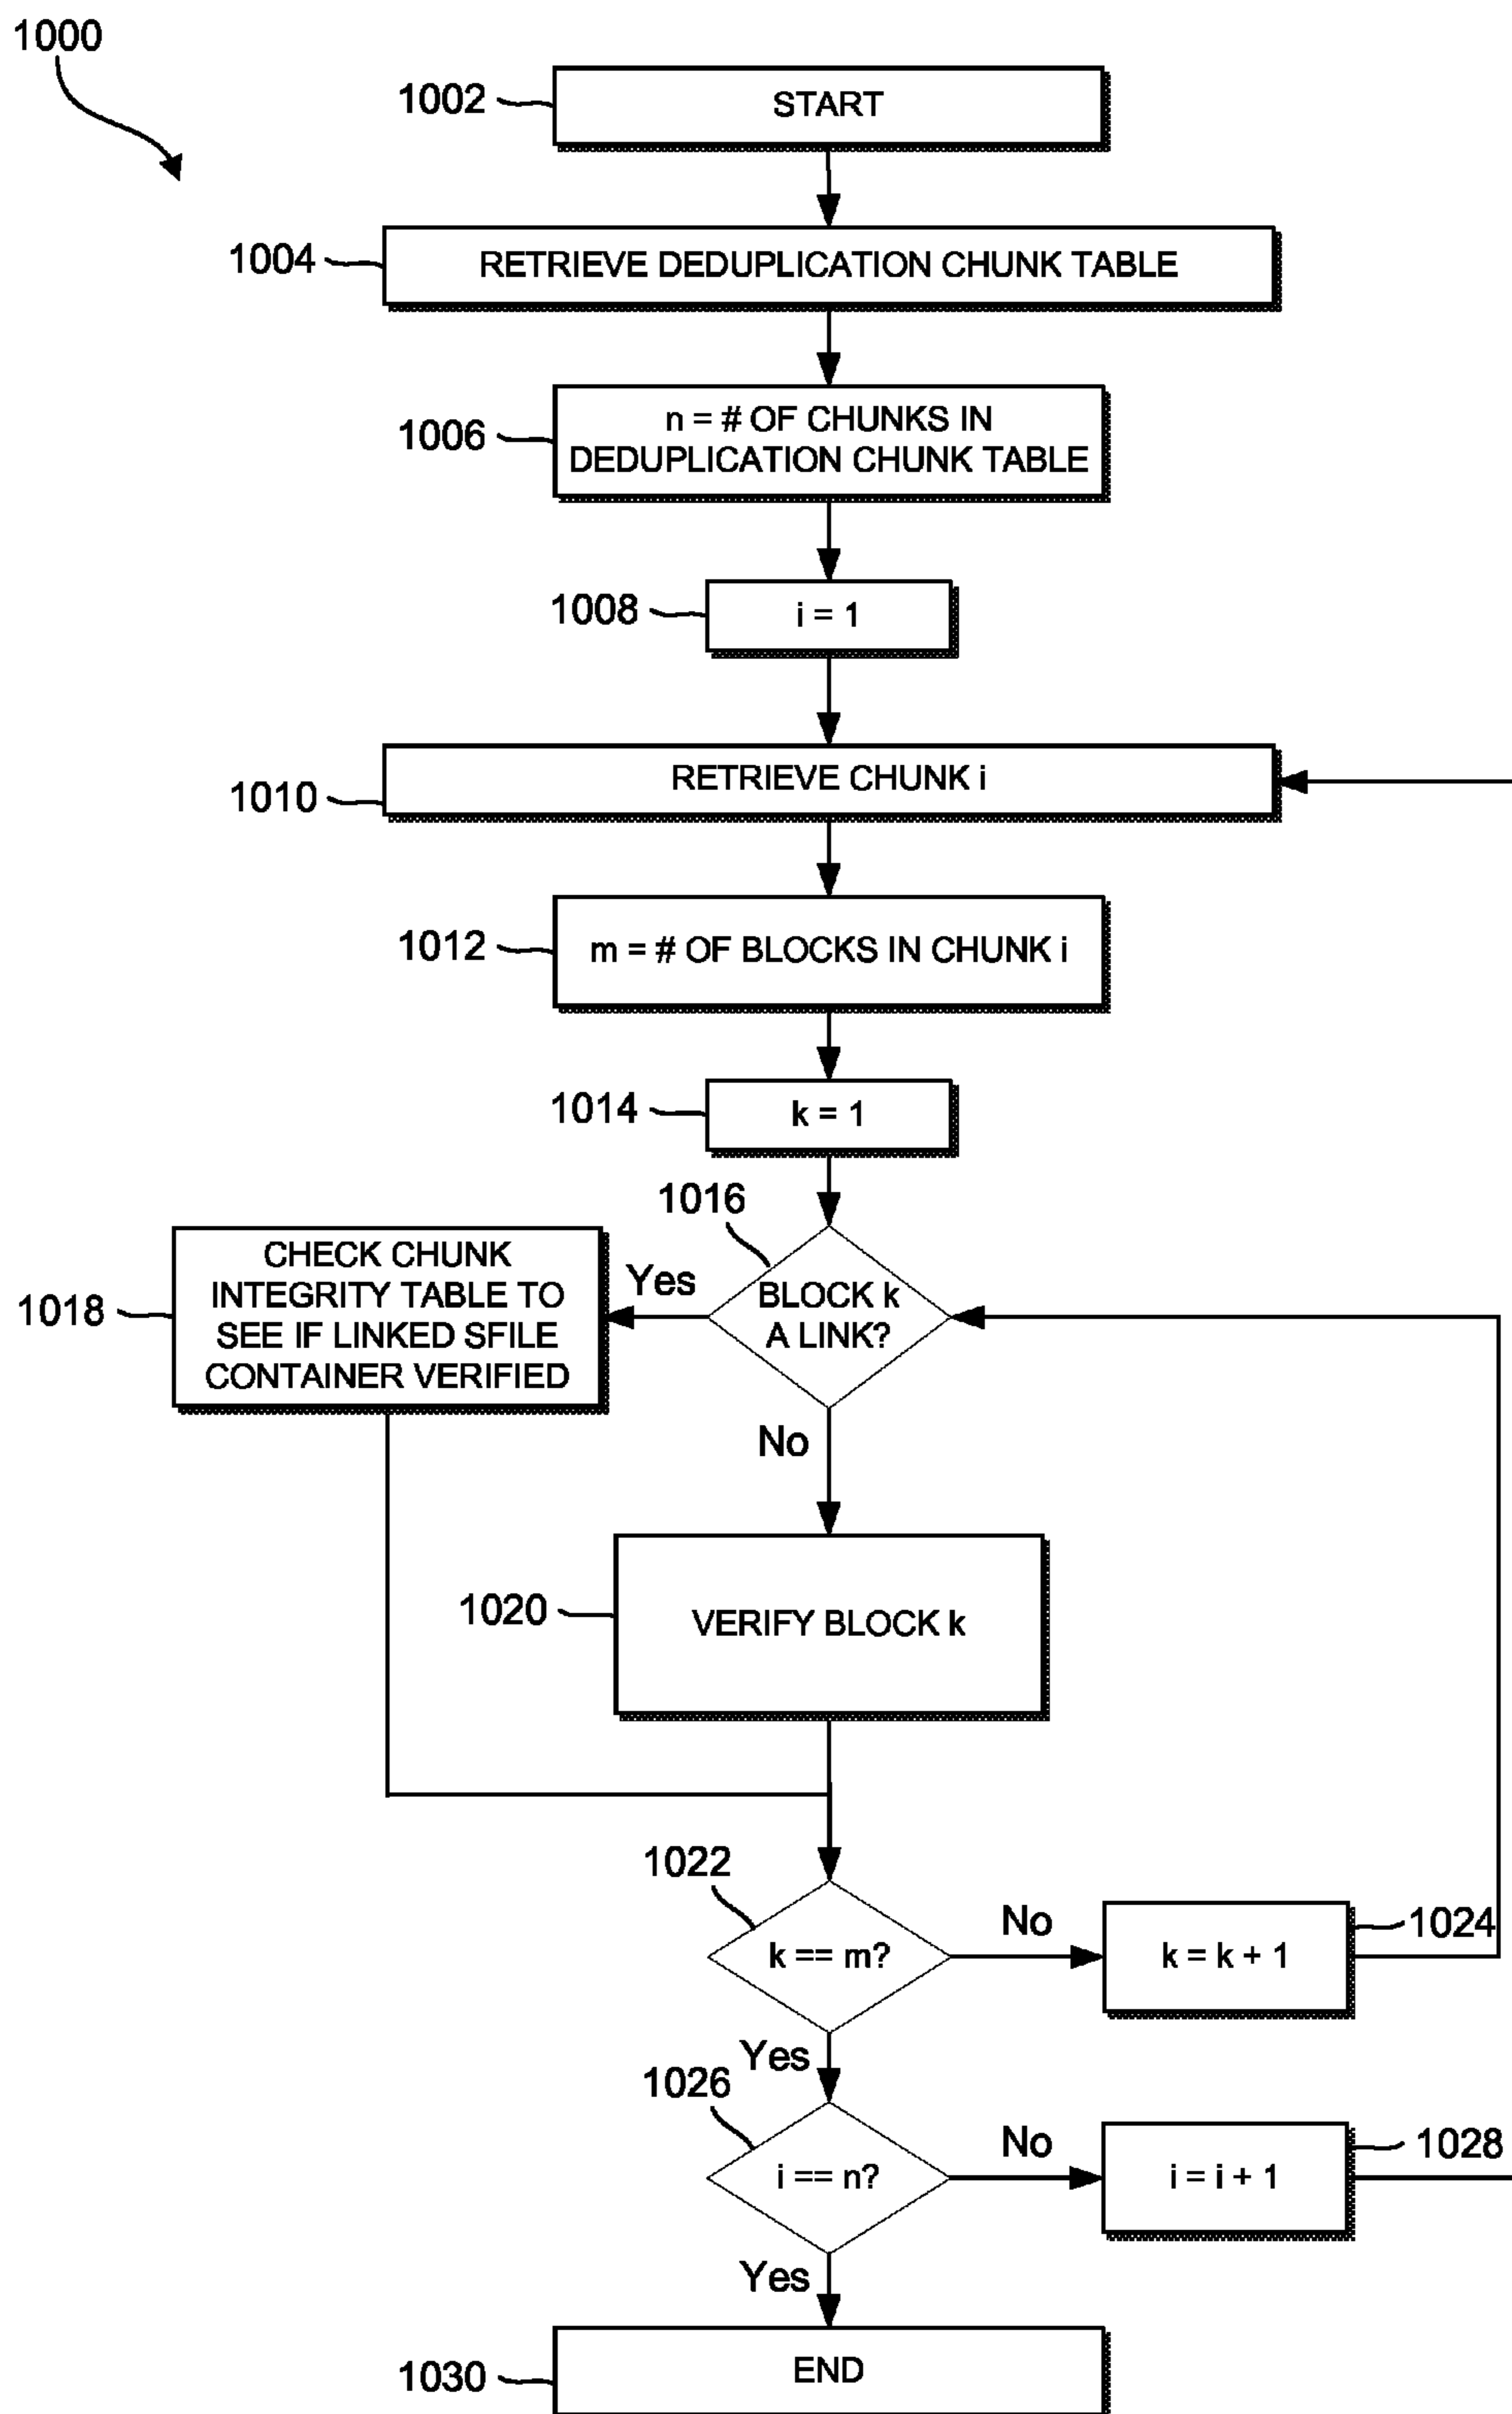 1000
1002
START
1004
RETRIEVE DEDUPLICATION CHUNK TABLE
1006
n = # OF CHUNKS IN
DEDUPLICATION CHUNK TABLE
1008
i = 1
1010
RETRIEVE CHUNK i
1012
m = # OF BLOCKS IN CHUNK i
1014
k = 1
1016
BLOCK k
A LINK?
Yes
1018
CHECK CHUNK
INTEGRITY TABLE TO
SEE IF LINKED SFILE
CONTAINER VERIFIED
No
1020
VERIFY BLOCK k
1022
k == m?
No
k = k + 1
1024
Yes
1026
i == n?
No
i = i + 1
1028
Yes
1030
END